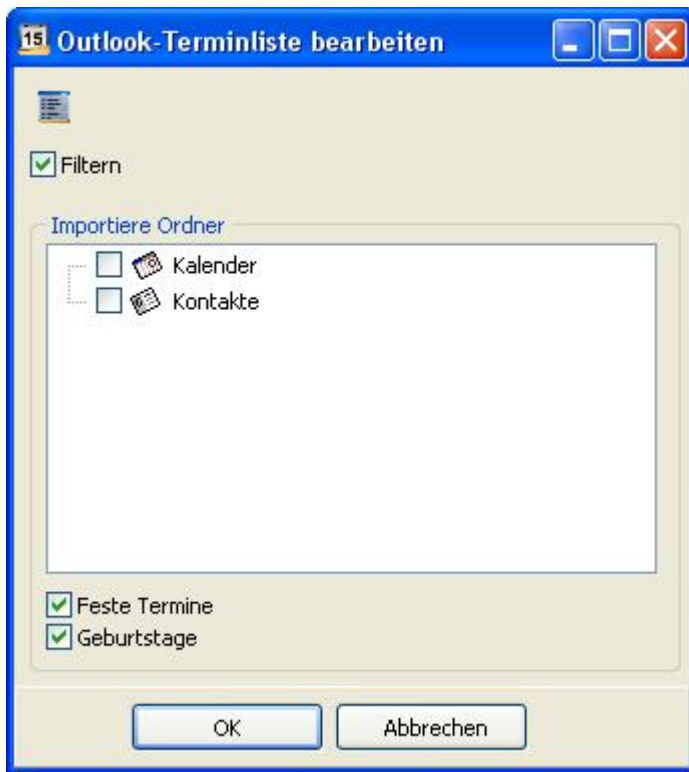 15 Outlook-Terminliste bearbeiten
Filtern
Importiere Ordner
Kalender
Kontakte
Feste Termine
Geburtstage
OK Abbrechen